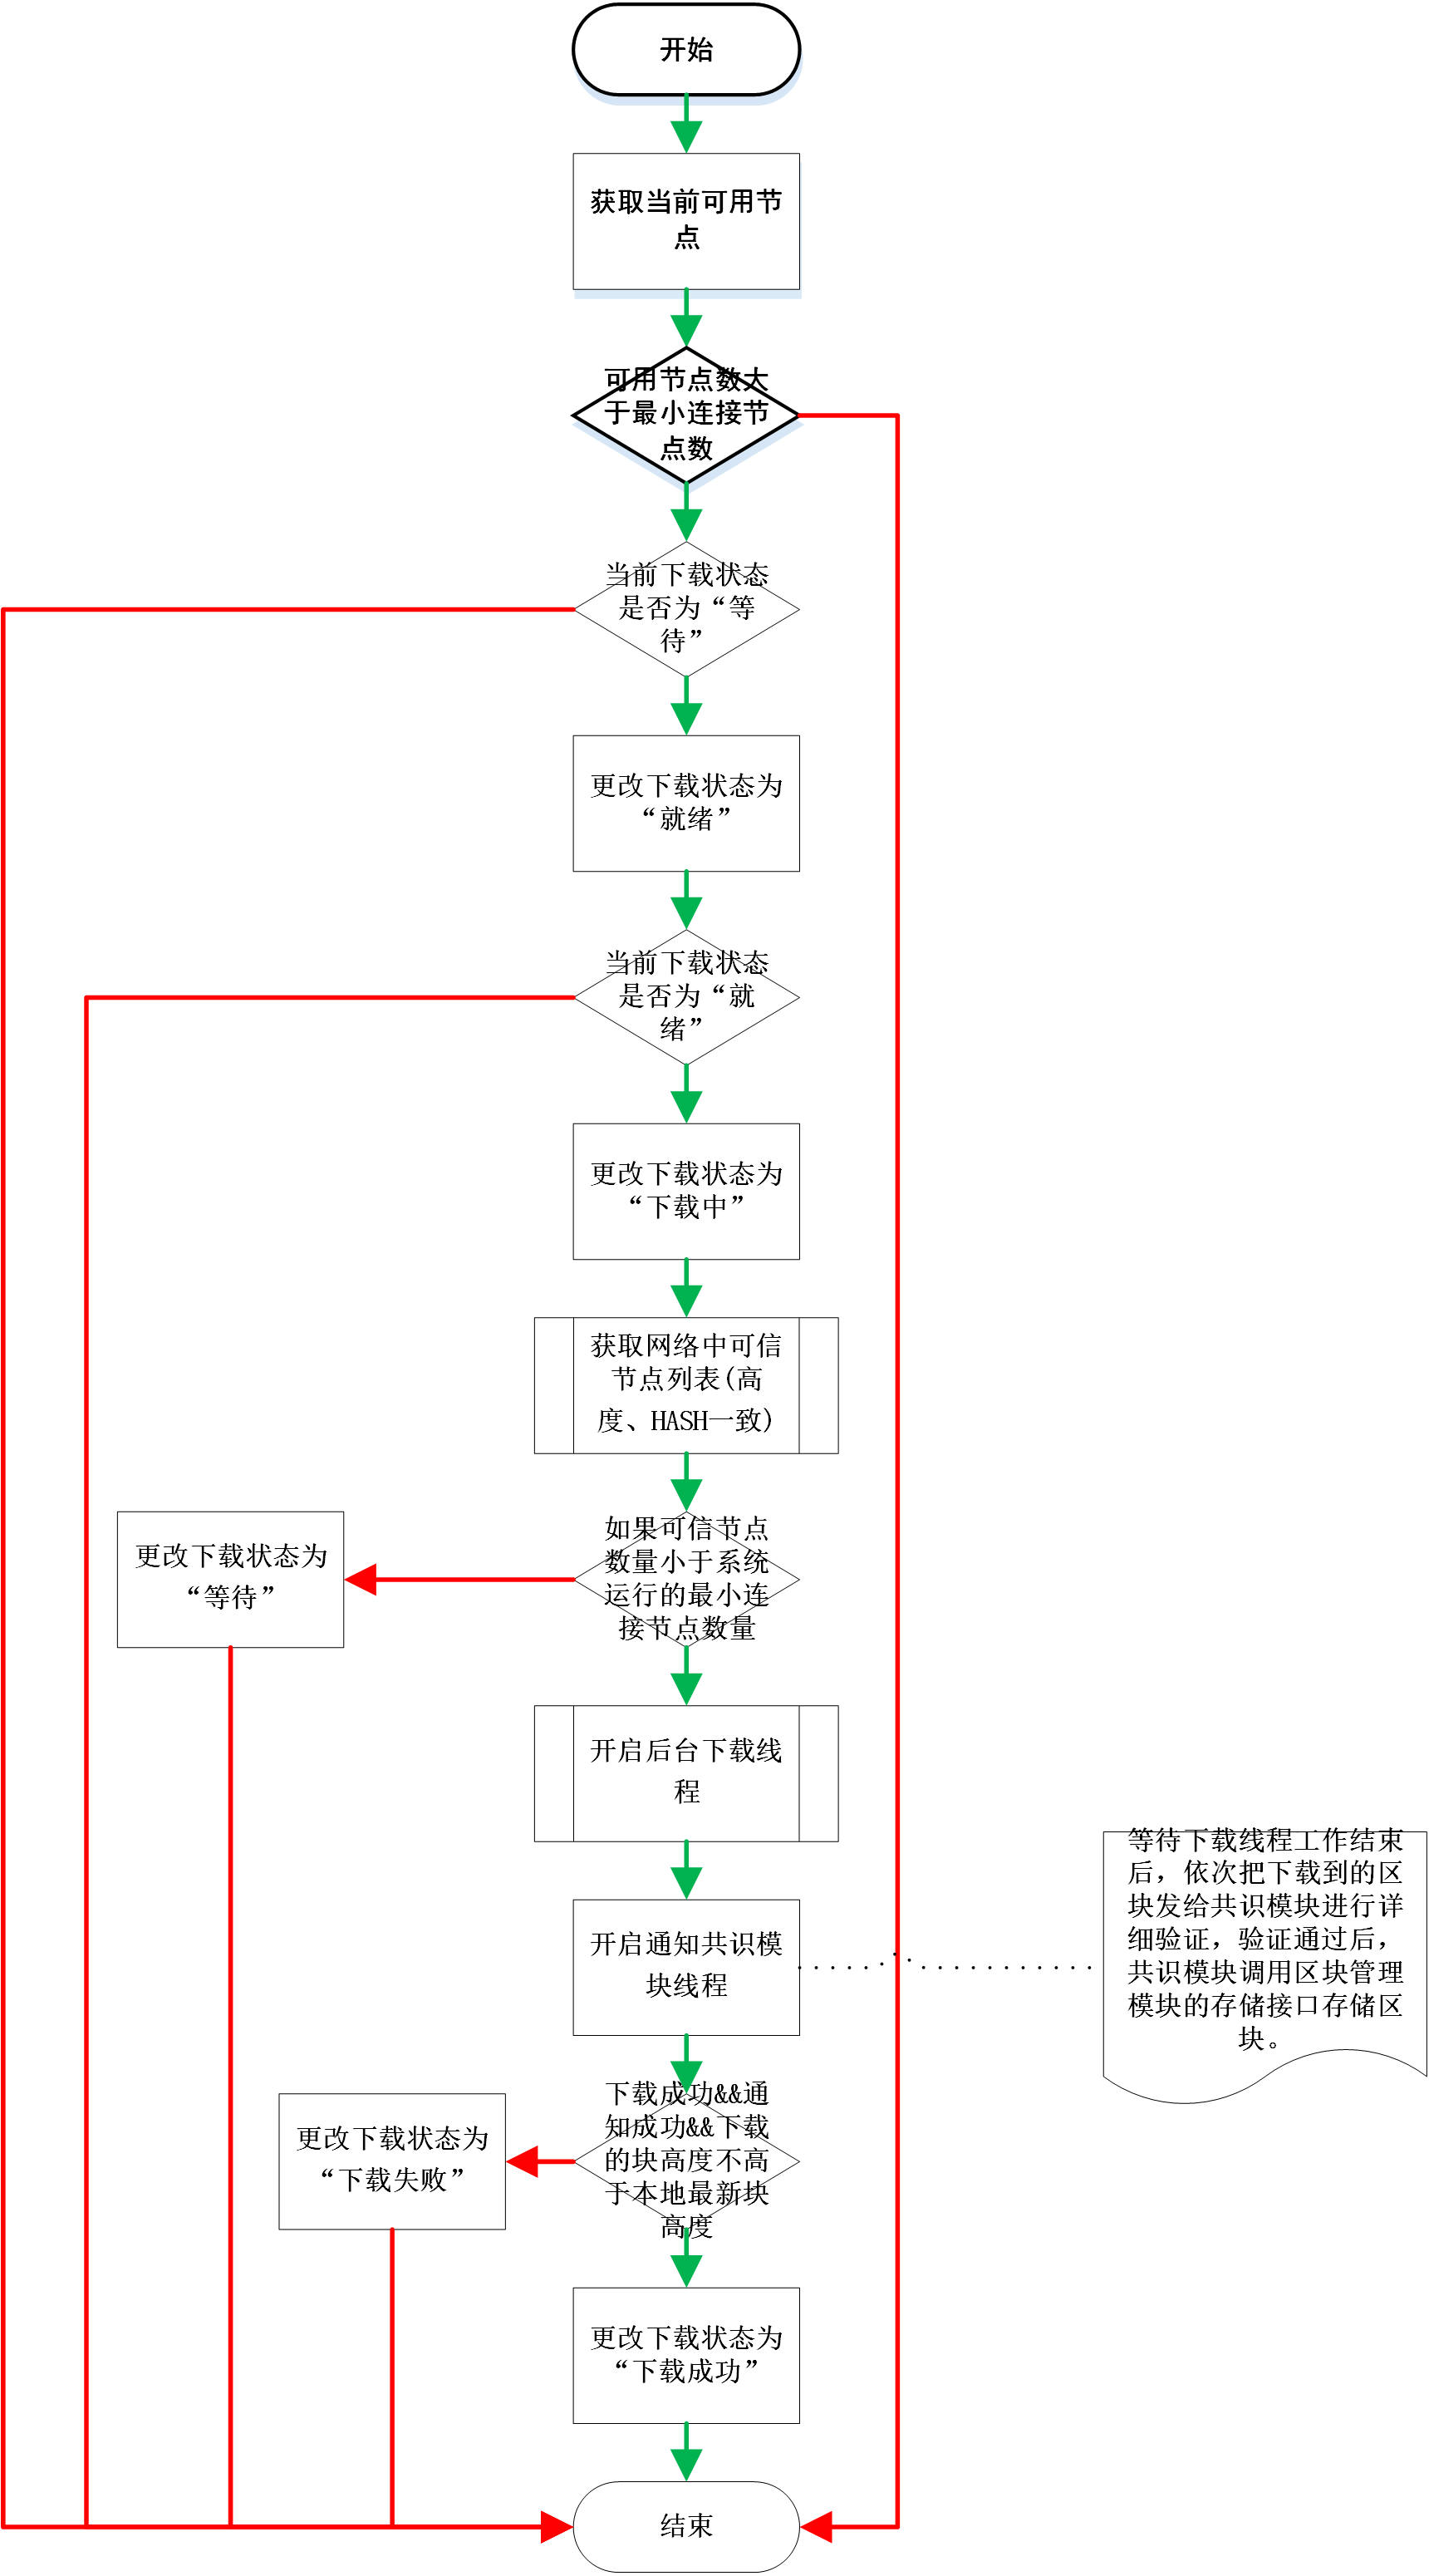 开始
获取当前可用节
点
可用节点数大
于最小连接节
点数
当前下载状态
是否为“等
待”
更改下载状态为
“就绪”
当前下载状态
是否为“就
绪”
更改下载状态为
“下载中”
获取网络中可信
节点列表(高
度、HASH一致)
如果可信节点
数量小于系统
运行的最小连
接节点数量
更改下载状态为
“等待”
开启后台下载线
程
开启通知共识模
块线程
等待下载线程工作结束
后，依次把下载到的区
块发给共识模块进行详
细验证，验证通过后，
共识模块调用区块管理
模块的存储接口存储区
块。
下载成功&&通
知成功&&下载
的块高度不高
于本地最新块
高度
更改下载状态为
“下载失败”
更改下载状态为
“下载成功”
结束